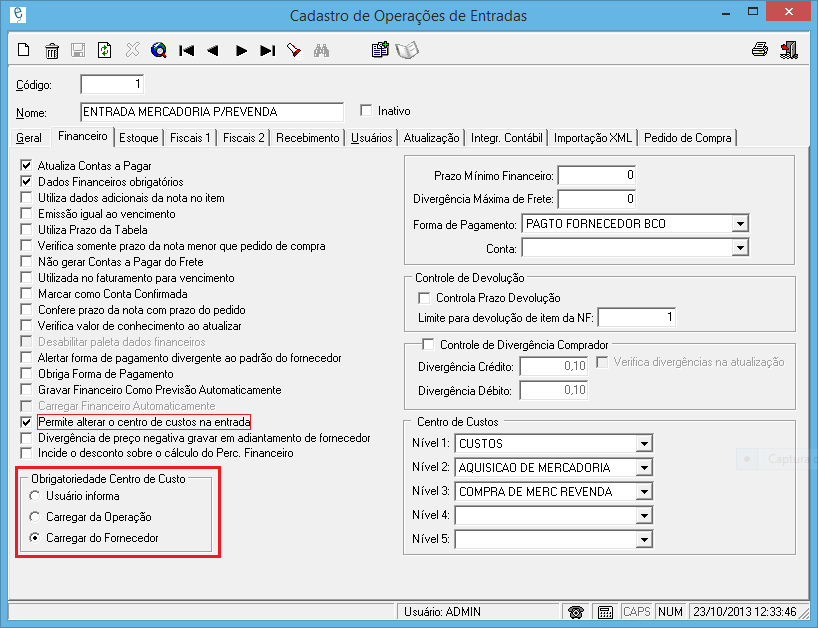 Cadastro de Operações de Entradas
Código: 1
Nome: ENTRADA MERCADORIA P/REVENDA
Inativo
Geral Financeiro Estoque Fiscais 1 Fiscais 2 Recebimento Usuários Atualização Integr. Contábil Importação XML Pedido de Compra
Atualiza Contas a Pagar
Dados Financeiros obrigatórios
Utiliza dados adicionais da nota no item
Emissão igual ao vencimento
Utiliza Prazo da Tabela
Verifica somente prazo da nota menor que pedido de compra
Não gerar Contas a Pagar do Frete
Utilizada no faturamento para vencimento
Marcar como Conta Confirmada
Confere prazo da nota com prazo do pedido
Verifica valor de conhecimento ao atualizar
Desabilitar paleta dados financeiros
Alertar forma de pagamento divergente ao padrão do fornecedor
Obriga Forma de Pagamento
Gravar Financeiro Como Previsão Automaticamente
Carregar Financeiro Automaticamente
Permite alterar o centro de custos na entrada
Divergência de preço negativa gravar em adiantamento de fornecedor
Incide o desconto sobre o cálculo do Perc. Financeiro
Obrigatoriedade Centro de Custo
Usuário informa
Carregar da Operação
Carregar do Fornecedor
Prazo Mínimo Financeiro: 0
Divergência Máxima de Frete: 0
Forma de Pagamento: PAGTO FORNECEDOR BCO
Conta:
Controle de Devolução
Controla Prazo Devolução
Limite para devolução de item da NF: 1
Controle de Divergência Comprador
Divergência Crédito: 0,10 Verifica divergências na atualização
Divergência Débito: 0,10
Centro de Custos
Nível 1: CUSTOS
Nível 2: AQUISICAO DE MERCADORIA
Nível 3: COMPRA DE MERC REVENDA
Nível 4:
Nível 5:
Usuário: ADMIN CAPS NUM 23/10/2013 12:33:46